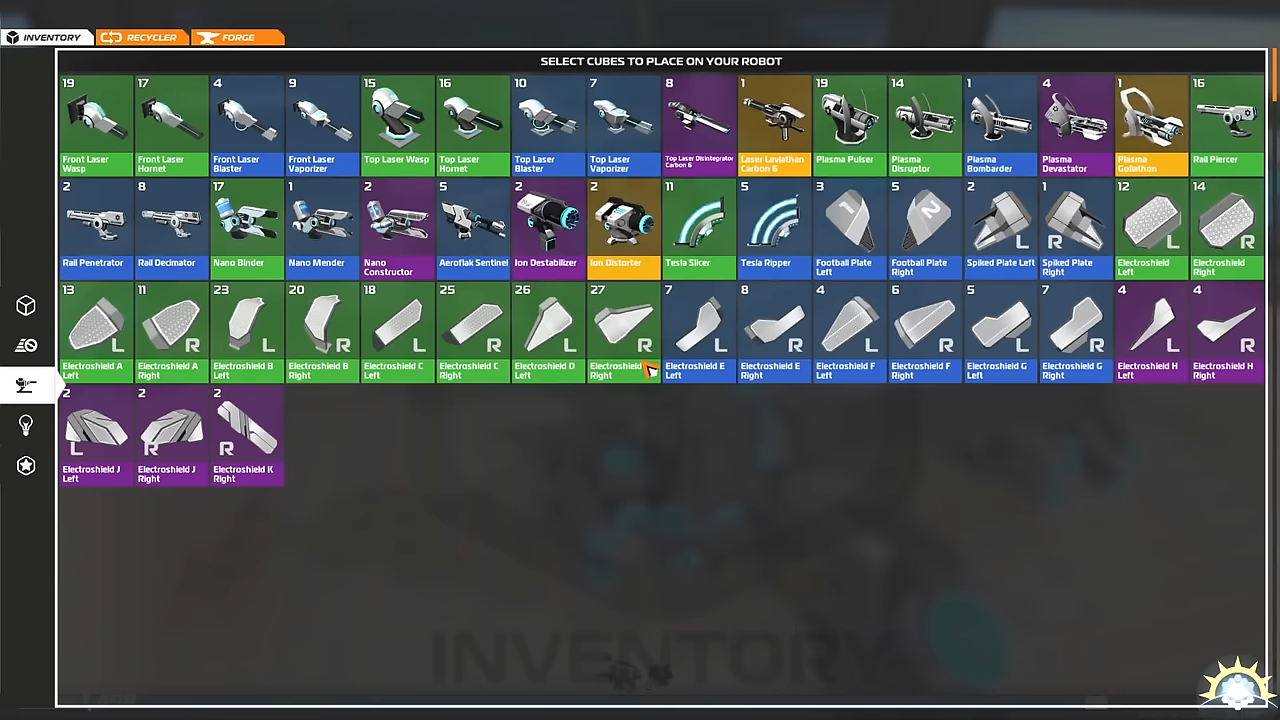 INVENTORY RECYCLER FORGE
SELECT CUBES TO PLACE ON YOUR ROBOT
19 17 4 9 15 16 10 7 8 1 19 14 1 4 1 16
Front Laser Wasp
Front Laser Hornet
Front Laser Blaster
Front Laser Vaporizer
Top Laser Wasp
Top Laser Hornet
Top Laser Blaster
Top Laser Vaporizer
Top Laser Disintegrator Carbon 6
Laser Leviathan Carbon 6
Plasma Pulser
Plasma Disruptor
Plasma Bombarder
Plasma Devastator
Plasma Goliathon
Rail Piercer
2 8 17 1 2 5 2 2 11 5 3 5 2 1 12 14
1 2 L R L R
Rail Penetrator
Rail Decimator
Nano Binder
Nano Mender
Nano Constructor
Aeroflak Sentinel
Ion Destabilizer
Ion Distorter
Tesla Slicer
Tesla Ripper
Football Plate Left
Football Plate Right
Spiked Plate Left
Spiked Plate Right
Electroshield Left
Electroshield Right
13 11 23 20 18 25 26 27 7 8 4 6 5 7 4 4
L R L R L R L R L R L R L R L R
Electroshield A Left
Electroshield A Right
Electroshield B Left
Electroshield B Right
Electroshield C Left
Electroshield C Right
Electroshield D Left
Electroshield Right
Electroshield E Left
Electroshield E Right
Electroshield F Left
Electroshield F Right
Electroshield G Left
Electroshield G Right
Electroshield H Left
Electroshield H Right
2 2 2
L R R
Electroshield J Left
Electroshield J Right
Electroshield K Right
INVENTORY